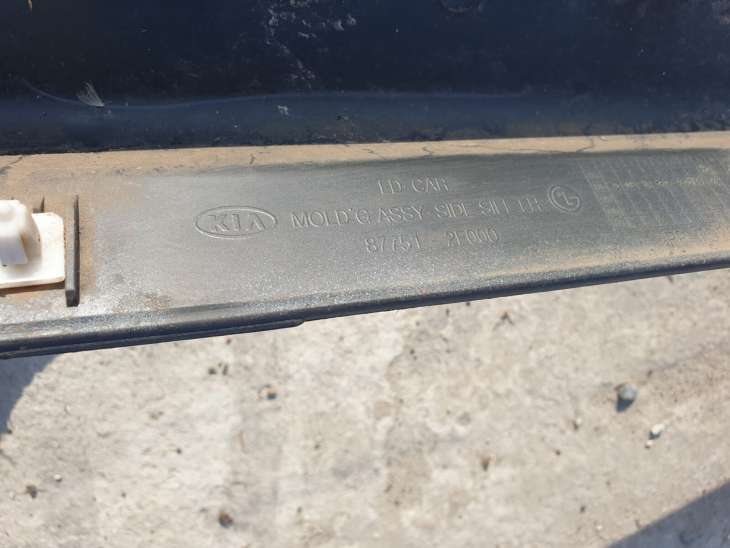 LD CAR
KIA
MOLD'G ASSY-SIDE SILL LH
87751 2F000